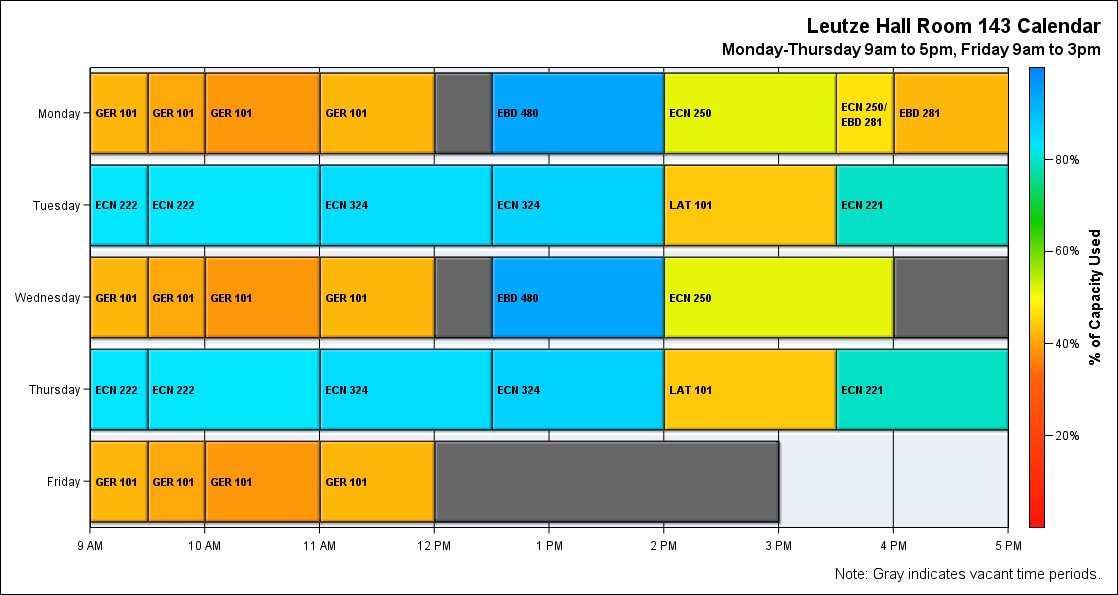 Leutze Hall Room 143 Calendar
Monday-Thursday 9am to 5pm, Friday 9am to 3pm
Monday
GER 101
GER 101
GER 101
GER 101
EBD 480
ECN 250
ECN 250/
EBD 281
EBD 281
Tuesday
ECN 222
ECN 222
ECN 324
ECN 324
LAT 101
ECN 221
Wednesday
GER 101
GER 101
GER 101
GER 101
EBD 480
ECN 250
Thursday
ECN 222
ECN 222
ECN 324
ECN 324
LAT 101
ECN 221
Friday
GER 101
GER 101
GER 101
GER 101
9 AM
10 AM
11 AM
12 PM
1 PM
2 PM
3 PM
4 PM
5 PM
80%
60%
40%
20%
% of Capacity Used
Note: Gray indicates vacant time periods.